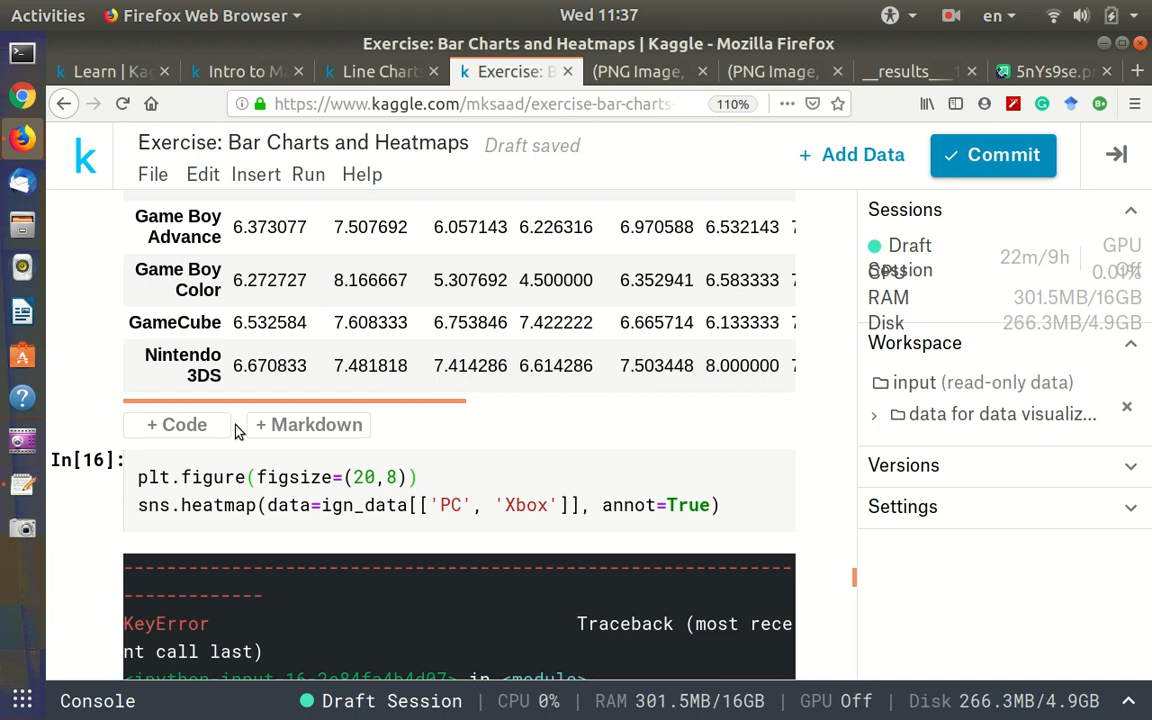 Activities Firefox Web Browser Wed 11:37 en
Exercise: Bar Charts and Heatmaps | Kaggle - Mozilla Firefox
Learn | Kag Intro to M Line Chart Exercise: B (PNG Image, (PNG Image, __results___ 5nYs9se.p
https://www.kaggle.com/mksaad/exercise-bar-charts- 110%
k Exercise: Bar Charts and Heatmaps Draft saved
+ Add Data Commit
File Edit Insert Run Help
Game Boy
Advance 6.373077 7.507692 6.057143 6.226316 6.970588 6.532143
Game Boy
Color 6.272727 8.166667 5.307692 4.500000 6.352941 6.583333
GameCube 6.532584 7.608333 6.753846 7.422222 6.665714 6.133333
Nintendo
3DS 6.670833 7.481818 7.414286 6.614286 7.503448 8.000000
+ Code + Markdown
In[16]:
plt.figure(figsize=(20,8))
sns.heatmap(data=ign_data[['PC', 'Xbox']], annot=True)
---------------------------------------------------------
-------------
KeyError Traceback (most rece
nt call last)
in <module>
Sessions
Draft Session 22m/9h GPU Off
CPU 0.01%
RAM 301.5MB/16GB
Disk 266.3MB/4.9GB
Workspace
input (read-only data)
data for data visualiz...
Versions
Settings
Console Draft Session | CPU 0% | RAM 301.5MB/16GB | GPU Off | Disk 266.3MB/4.9GB